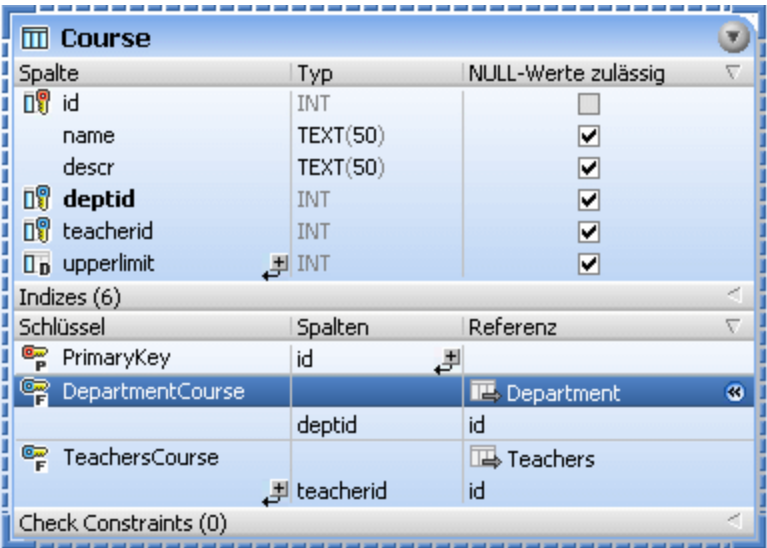 Course
Spalte Typ NULL-Werte zulässig
id INT
name TEXT(50)
descr TEXT(50)
deptid INT
teacherid INT
D upperlimit INT
Indizes (6)
Schlüssel Spalten Referenz
P PrimaryKey id
F DepartmentCourse Department
deptid id
F TeachersCourse Teachers
teacherid id
Check Constraints (0)